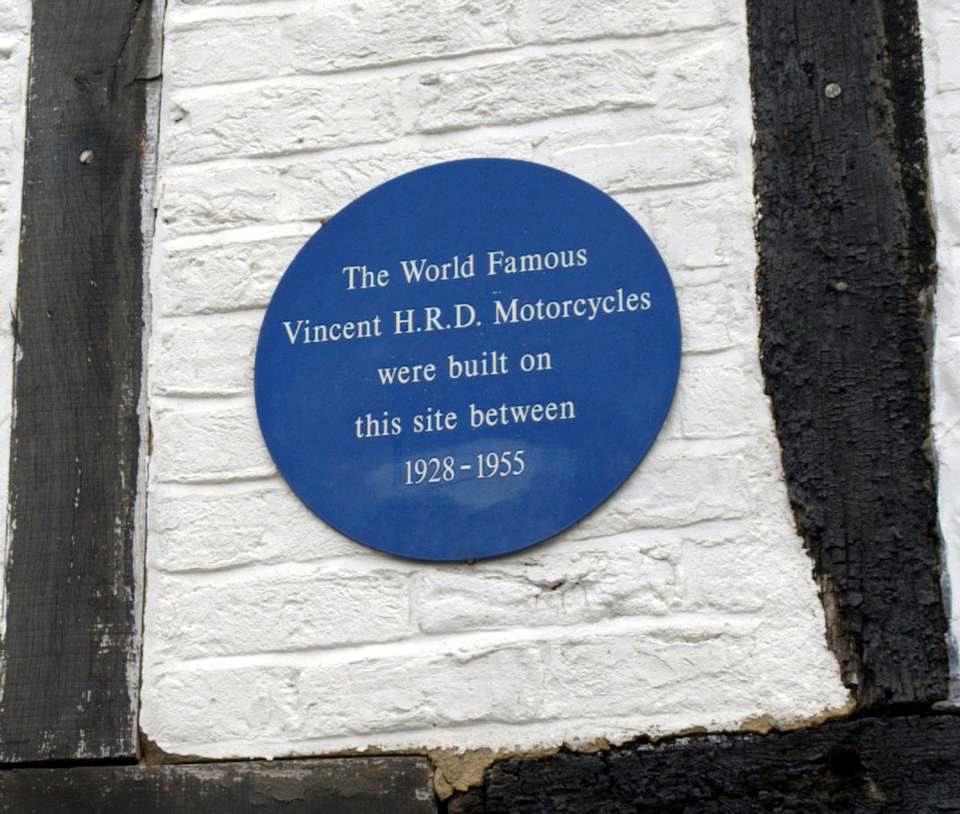 The World Famous
Vincent H.R.D. Motorcycles
were built on
this site between
1928-1955